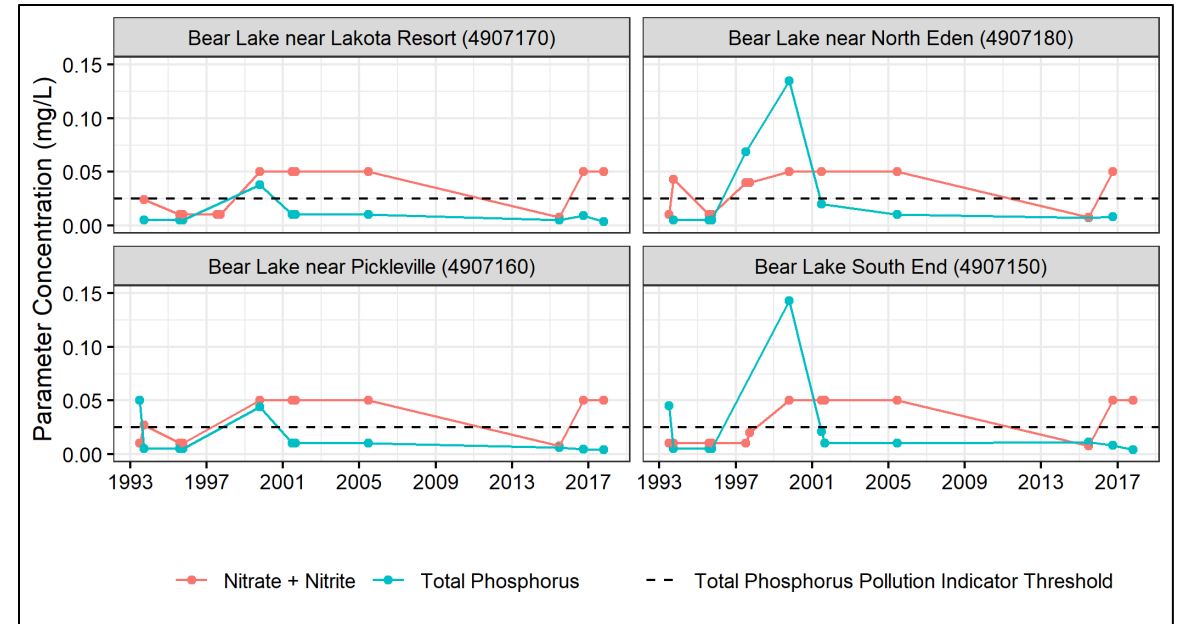 Bear Lake near Lakota Resort (4907170)
Bear Lake near North Eden (4907180)
Parameter Concentration (mg/L)
0.15
0.10
0.05
0.00
Bear Lake near Pickleville (4907160)
Bear Lake South End (4907150)
0.15
0.10
0.05
0.00
1993 1997 2001 2005 2009 2013 2017
1993 1997 2001 2005 2009 2013 2017
Nitrate + Nitrite Total Phosphorus Total Phosphorus Pollution Indicator Threshold